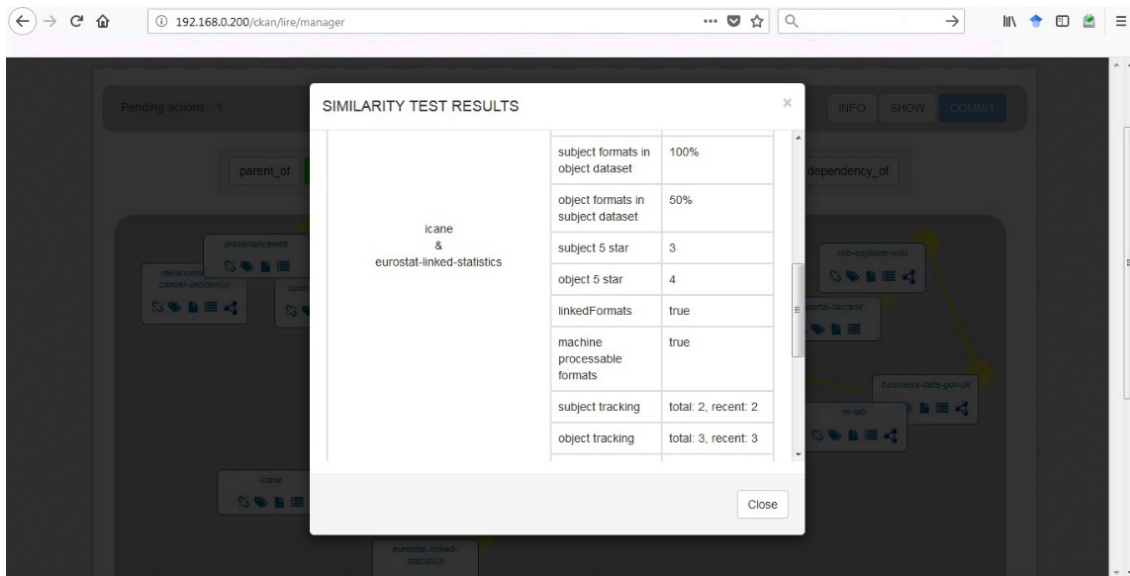 192.168.0.200/ckan/lire/manager
Pending actions : 1
INFO
SHOW
COMMIT
SIMILARITY TEST RESULTS
×
parent_of
dependency_of
subject formats in
object dataset
100%
object formats in
subject dataset
50%
icane
&
eurostat-linked-statistics
subject 5 star
3
object 5 star
4
linkedFormats
true
machine
processable
formats
true
subject tracking
total: 2, recent: 2
object tracking
total: 3, recent: 3
Close
provenanceweb
melanoma
cancer-incidence
open
rkb-explorer-wiki
portal-taxrank
business-data-gov-uk
m-lab
icane
eurostat-linked-
statistics